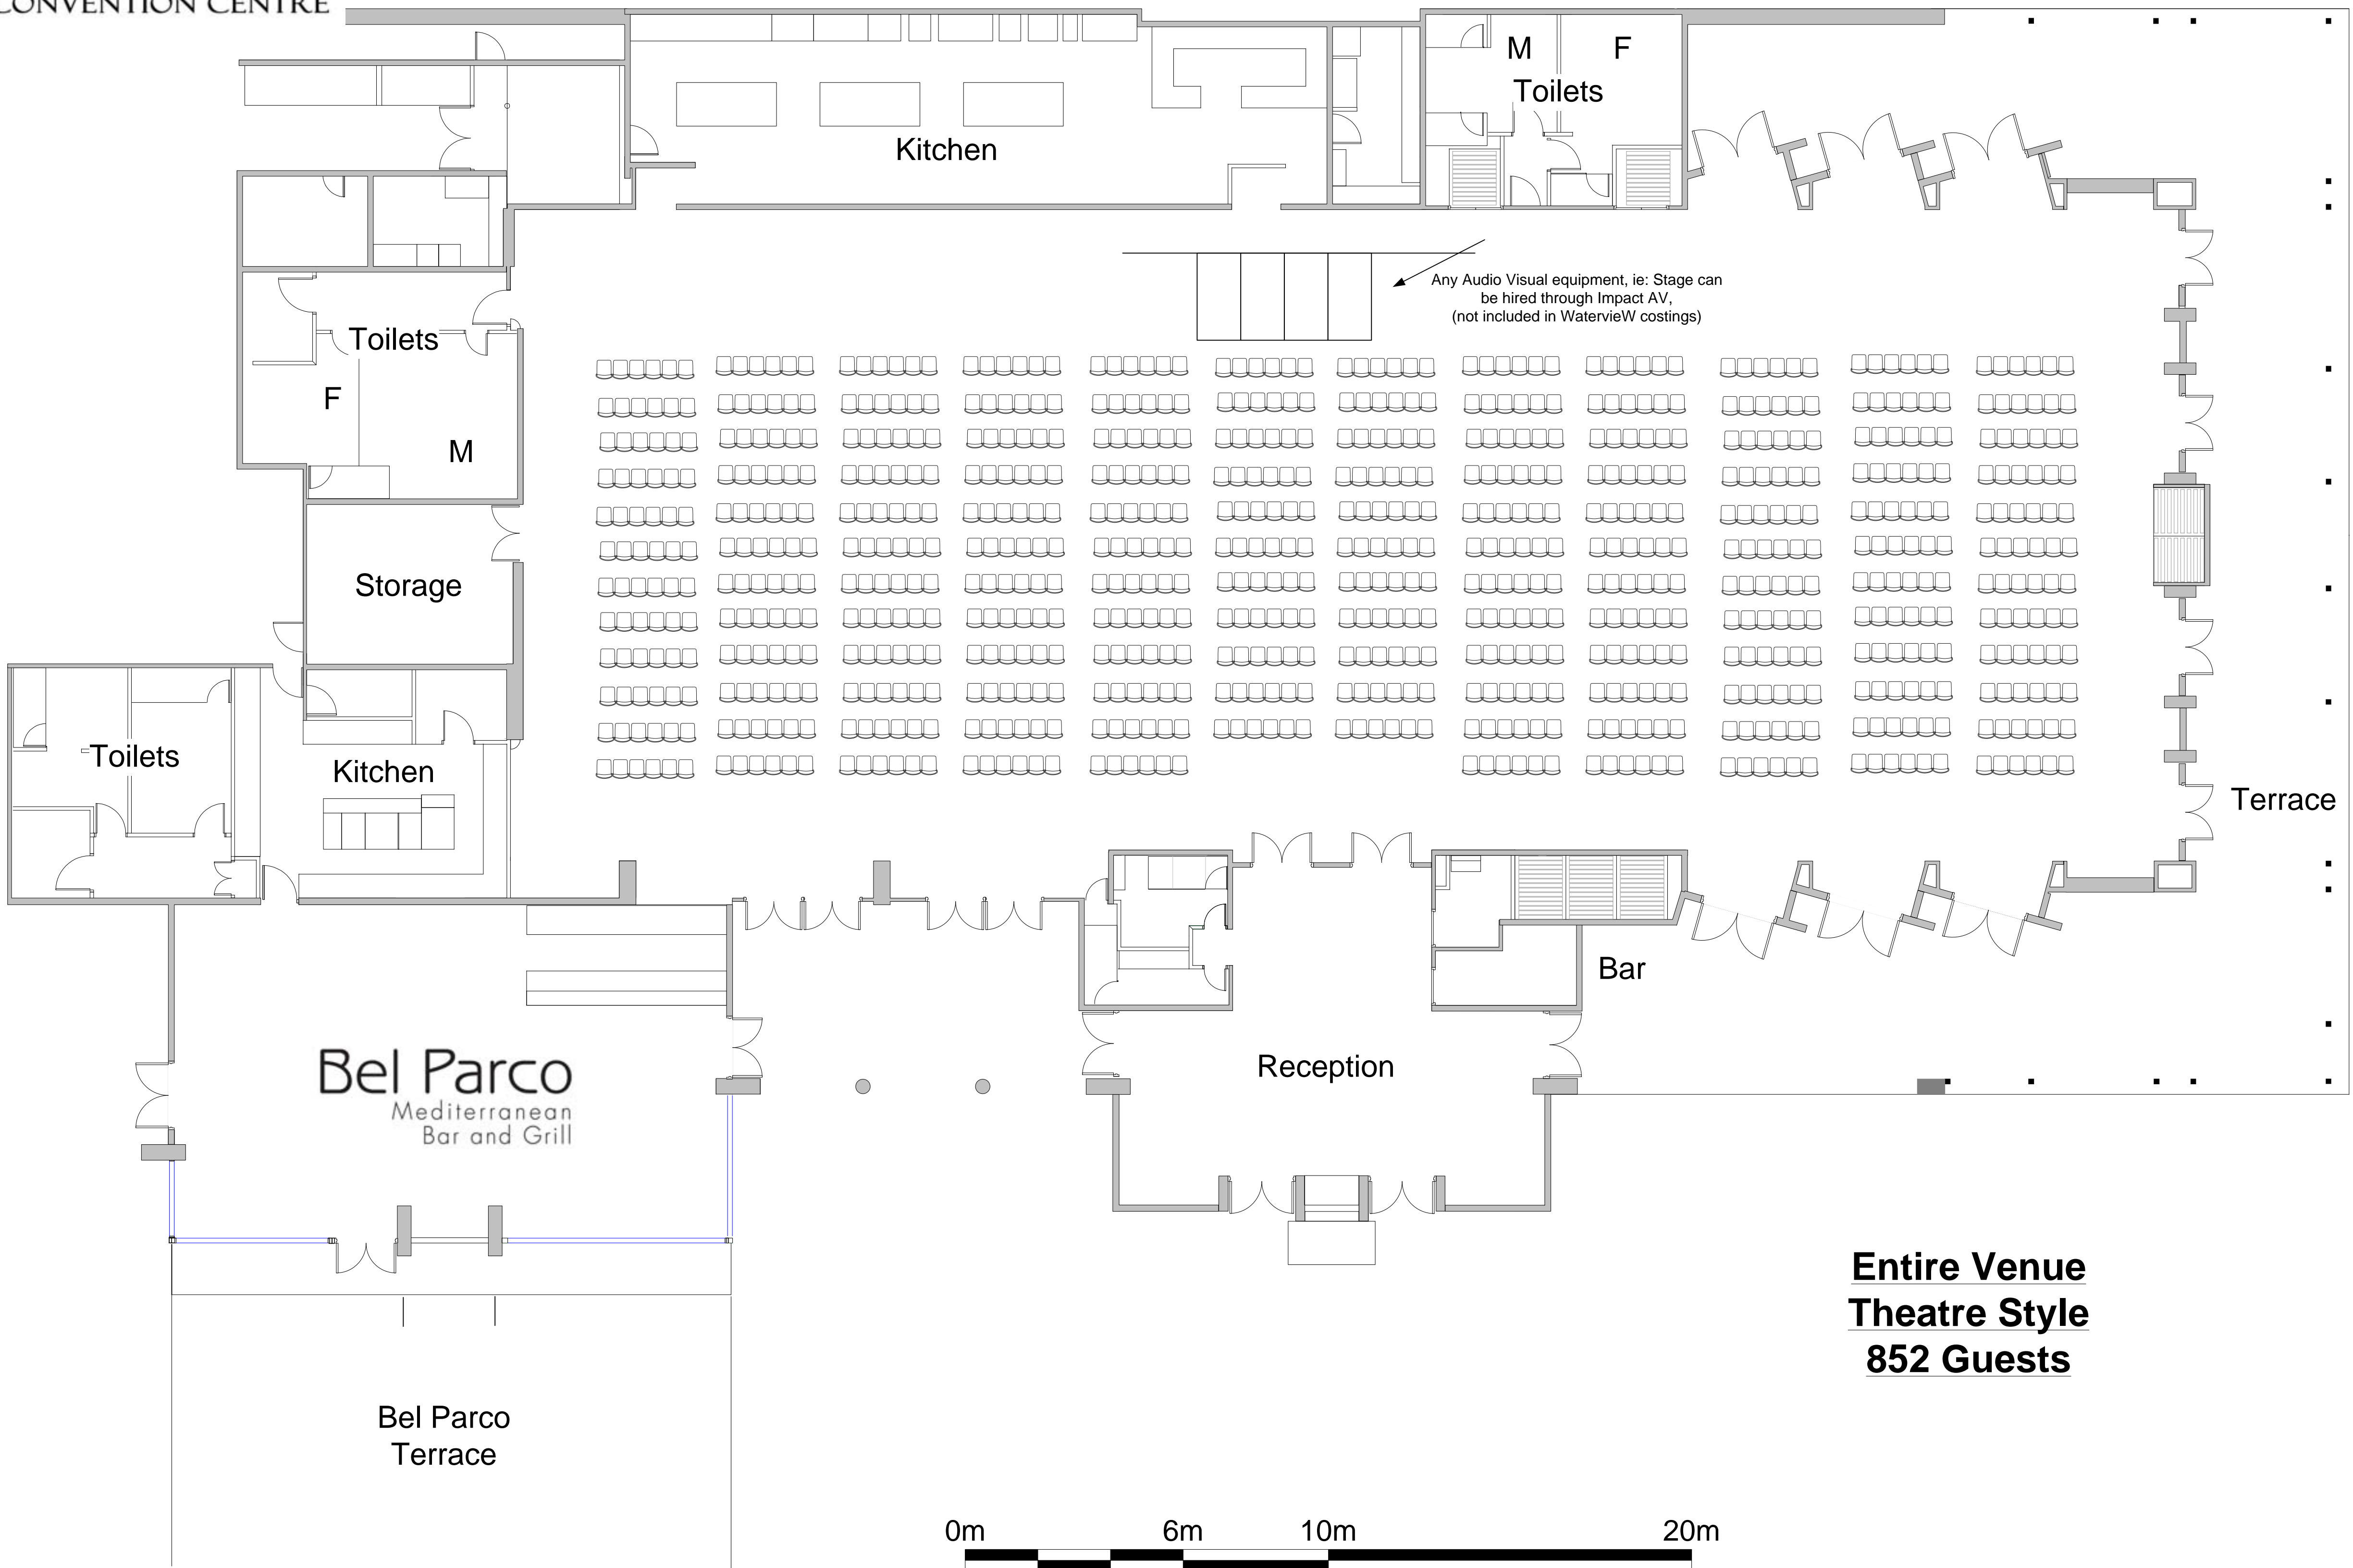 CONVENTION CENTRE
M
F
Toilets
Kitchen
Any Audio Visual equipment, ie: Stage can
be hired through Impact AV,
(not included in WatervieW costings)
Toilets
F
M
Storage
Toilets
Kitchen
Terrace
Bar
Reception
Bel Parco
Mediterranean
Bar and Grill
Entire Venue
Theatre Style
852 Guests
Bel Parco
Terrace
0m 6m 10m 20m